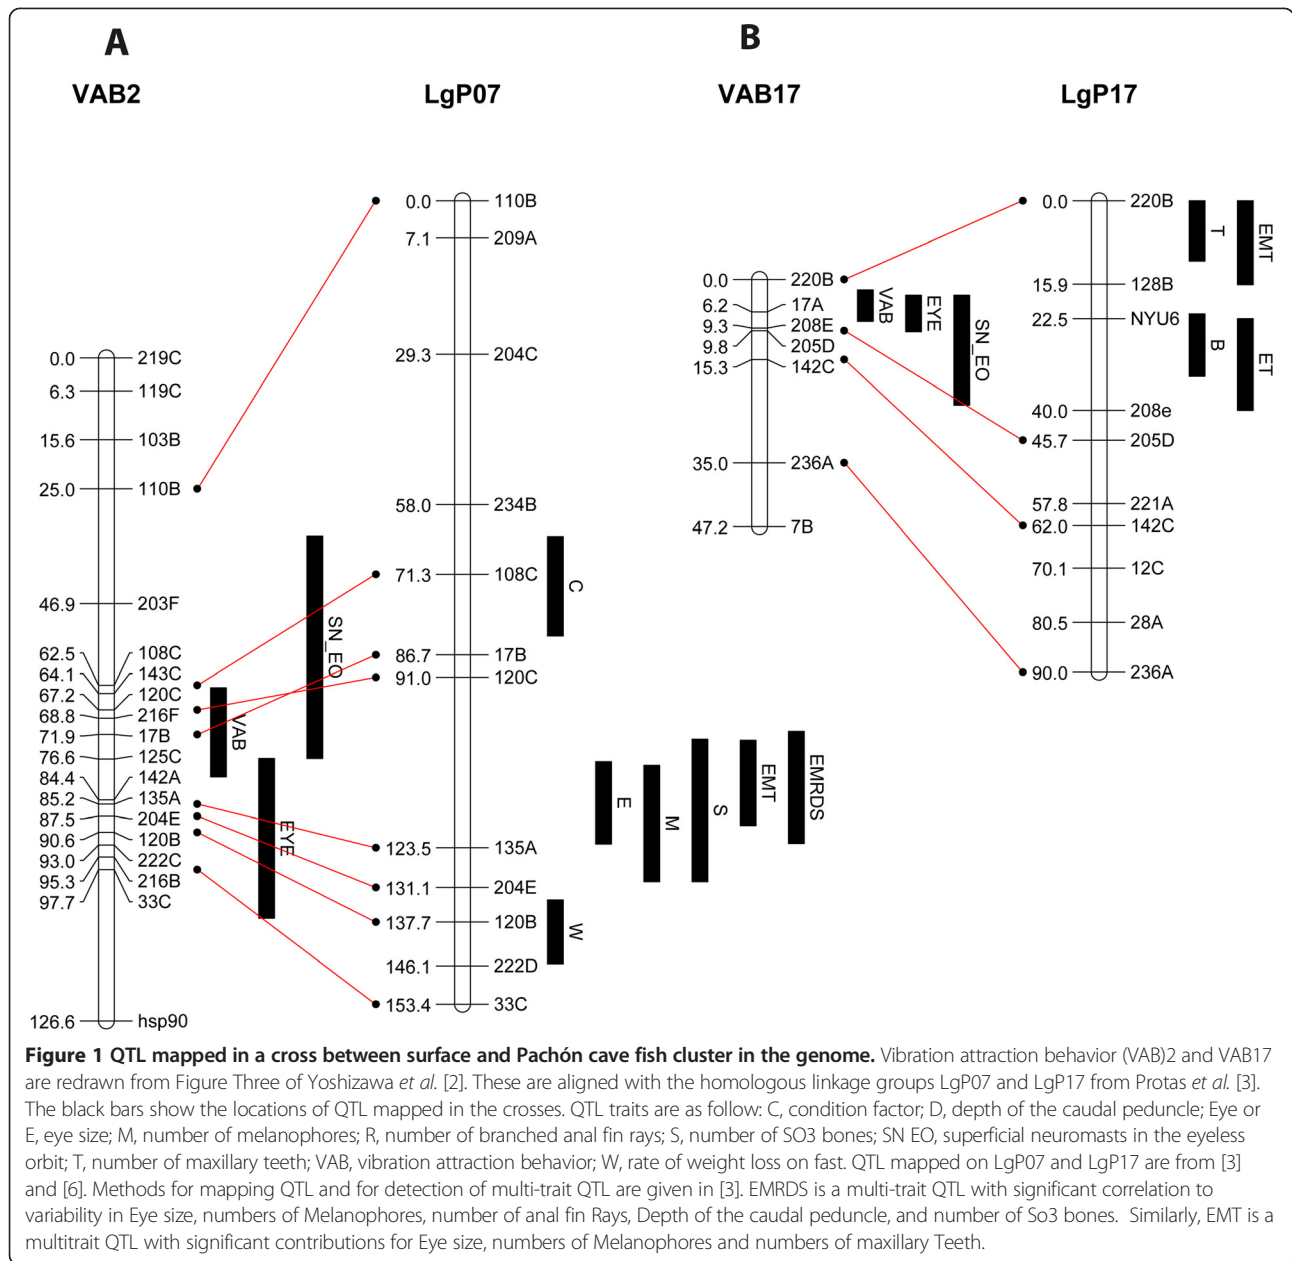 A
B
VAB2
LgP07
VAB17
LgP17
0.0 219C
6.3 119C
15.6 103B
25.0 110B
46.9 203F
62.5 108C
64.1 143C
67.2 120C
68.8 216F
71.9 17B
76.6 125C
84.4 142A
85.2 135A
87.5 204E
90.6 120B
93.0 222C
95.3 216B
97.7 33C
126.6 hsp90
SN_EO
VAB
EYE
0.0 110B
7.1 209A
29.3 204C
58.0 234B
71.3 108C
86.7 17B
91.0 120C
123.5 135A
131.1 204E
137.7 120B
146.1 222D
153.4 33C
C
W
E
M
S
EMT
EMRDS
0.0 220B
6.2 17A
9.3 208E
9.8 205D
15.3 142C
35.0 236A
47.2 7B
VAB
EYE
SN_EO
0.0 220B
15.9 128B
22.5 NYU6
40.0 208e
45.7 205D
57.8 221A
62.0 142C
70.1 12C
80.5 28A
90.0 236A
T
EMT
B
ET
Figure 1 QTL mapped in a cross between surface and Pachón cave fish cluster in the genome. Vibration attraction behavior (VAB)2 and VAB17
are redrawn from Figure Three of Yoshizawa et al. [2]. These are aligned with the homologous linkage groups LgP07 and LgP17 from Protas et al. [3].
The black bars show the locations of QTL mapped in the crosses. QTL traits are as follow: C, condition factor; D, depth of the caudal peduncle; Eye or
E, eye size; M, number of melanophores; R, number of branched anal fin rays; S, number of SO3 bones; SN EO, superficial neuromasts in the eyeless
orbit; T, number of maxillary teeth; VAB, vibration attraction behavior; W, rate of weight loss on fast. QTL mapped on LgP07 and LgP17 are from [3]
and [6]. Methods for mapping QTL and for detection of multi-trait QTL are given in [3]. EMRDS is a multi-trait QTL with significant correlation to
variability in Eye size, numbers of Melanophores, number of anal fin Rays, Depth of the caudal peduncle, and number of So3 bones. Similarly, EMT is a
multitrait QTL with significant contributions for Eye size, numbers of Melanophores and numbers of maxillary Teeth.